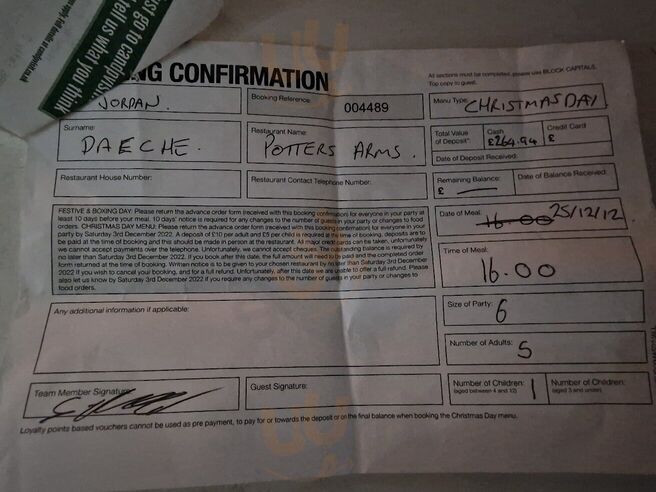 just go to campusl
tell us what you think
NG CONFIRMATION
All sections must be completed, please use BLOCK CAPITALS.
Top copy to guest.
JORDAN.
Booking Reference:
004489
Menu Type:
CHRISTMAS DAY
Surname:
DAECHE.
Restaurant Name:
POTTERS ARMS.
Total Value of Deposit:
Cash
£264.94
Credit Card
£
Date of Deposit Received:
Restaurant House Number:
Restaurant Contact Telephone Number:
Remaining Balance:
£ —
Date of Balance Received:
FESTIVE & BOXING DAY: Please return the advance order form (received with this booking confirmation) for everyone in your party at
least 10 days before your meal. 10 days' notice is required for any changes to the number of guests in your party or changes to food
orders. CHRISTMAS DAY MENU: Please return the advance order form (received with this booking confirmation) for everyone in your
party by Saturday 3rd December 2022. A deposit of £10 per adult and £5 per child is required at the time of booking, deposits are to
be paid at the time of booking and this should be made in person at the restaurant. All major credit cards can be taken, unfortunately
we cannot accept payments over the telephone. Unfortunately, we cannot accept cheques. The outstanding balance is required by
no later than Saturday 3rd December 2022. If you book after this date, the full amount will need to be paid and the completed order
form returned at the time of booking. Written notice is to be given to your chosen restaurant by no later than Saturday 3rd December
2022 if you wish to cancel your booking, and for a full refund. Unfortunately, after this date we are unable to offer a full refund. Please
also let us know by Saturday 3rd December 2022 if you require any changes to the number of guests in your party or changes to
food orders.
Date of Meal:
16-00 25/12/12.
Time of Meal:
16.00
Any additional information if applicable:
Size of Party:
6
Number of Adults:
5
Team Member Signature:
Guest Signature:
Number of Children:
(aged between 4 and 12)
1
Number of Children:
(aged 3 and under)
Loyalty points based vouchers cannot be used as pre payment, to pay for or towards the deposit or on the final balance when booking the Christmas Day menu.